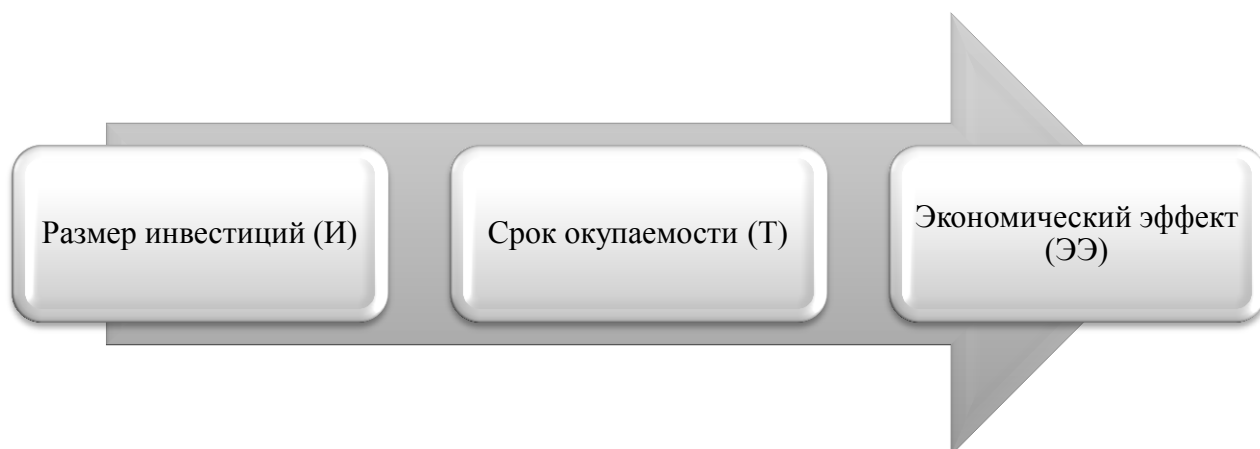 Размер инвестиций (И)
Срок окупаемости (Т)
Экономический эффект
(ЭЭ)